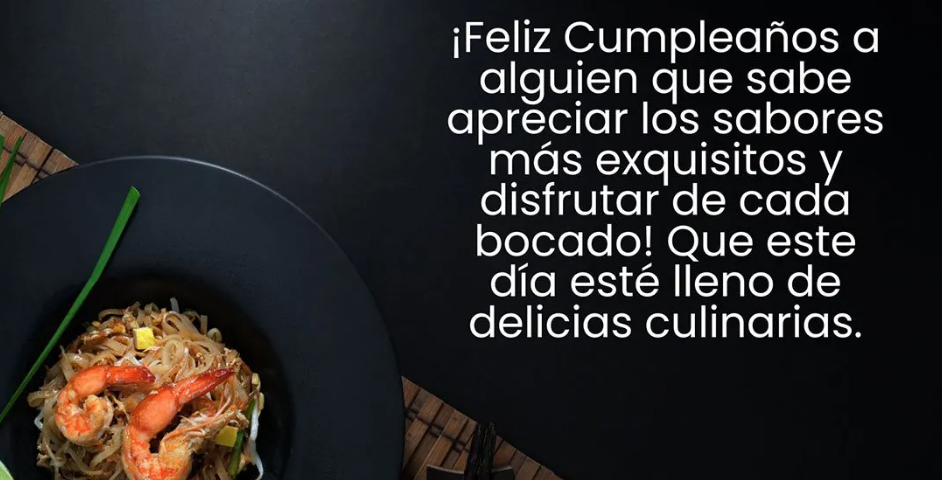 ¡Feliz Cumpleaños a
alguien que sabe
apreciar los sabores
más exquisitos y
disfrutar de cada
bocado! Que este
día esté lleno de
delicias culinarias.